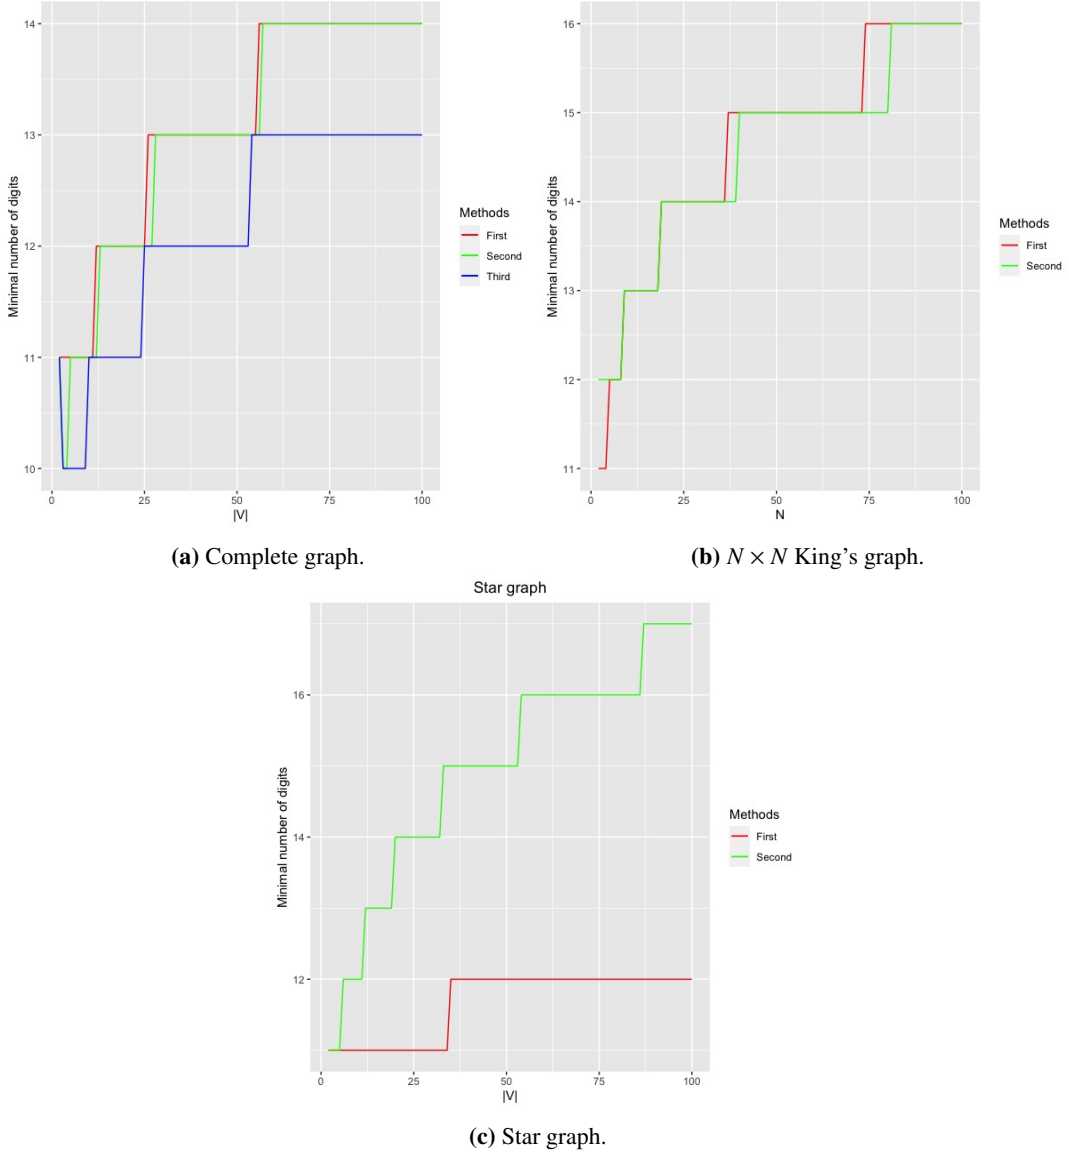 14
13
12
11
10
Minimal number of digits
0 25 50 75 100
|V|
Methods
First
Second
Third
(a) Complete graph.
16
15
14
13
12
11
Minimal number of digits
0 25 50 75 100
N
Methods
First
Second
(b) N × N King's graph.
Star graph
16
14
12
Minimal number of digits
0 25 50 75 100
|V|
Methods
First
Second
(c) Star graph.